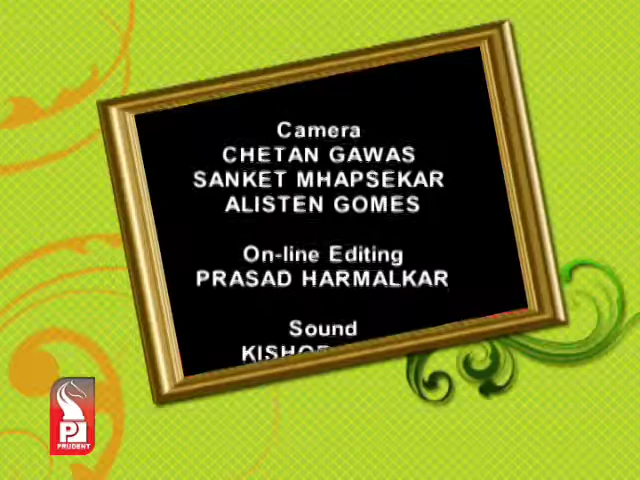 Camera
CHETAN GAWAS
SANKET MHAPSEKAR
ALISTEN GOMES
On-line Editing
PRASAD HARMALKAR
Sound
PRUDENT